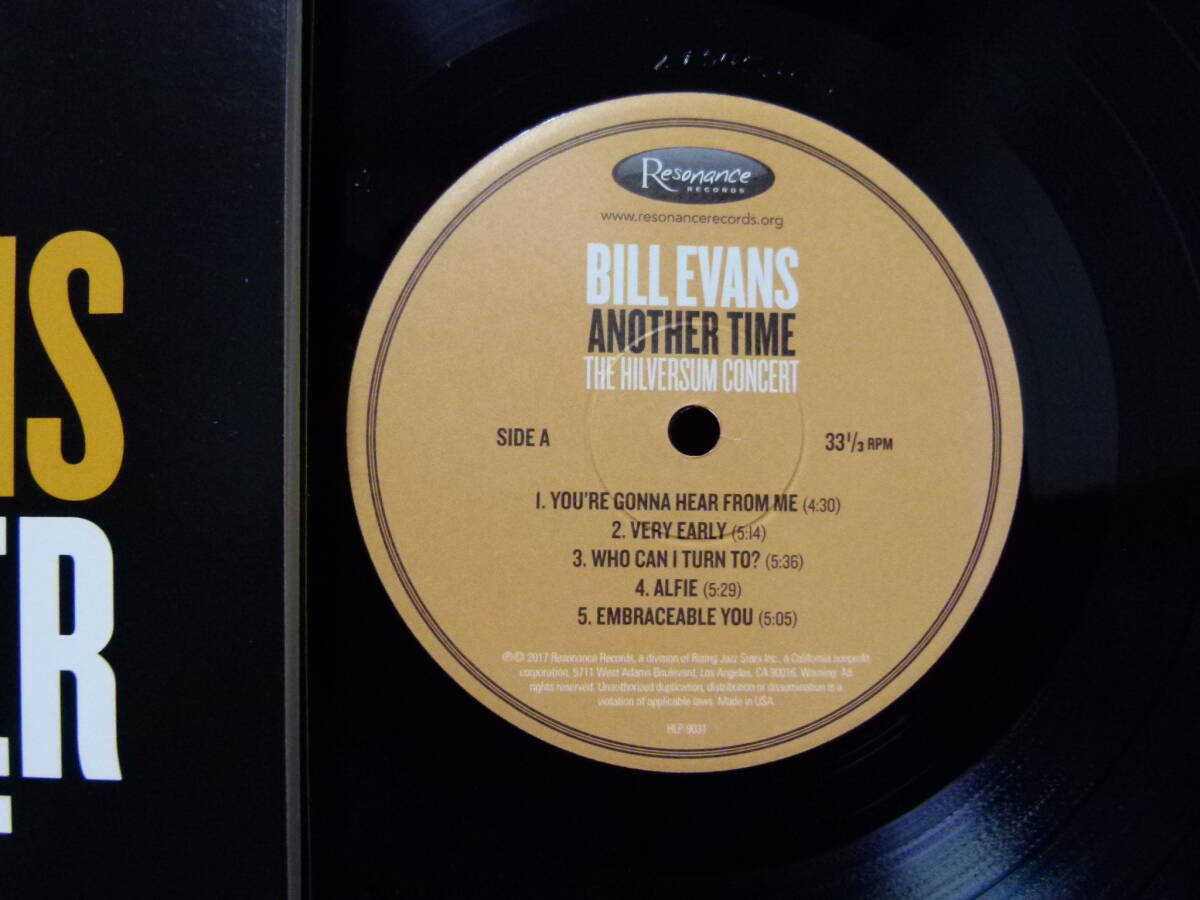 NS
ER
Resonance
RECORDS
www.resonancerecords.org
BILL EVANS
ANOTHER TIME
THE HILVERSUM CONCERT
SIDE A
33 1/3 RPM
1. YOU'RE GONNA HEAR FROM ME (4:30)
2. VERY EARLY (5:14)
3. WHO CAN I TURN TO? (5:36)
4. ALFIE (5:29)
5. EMBRACEABLE YOU (5:05)
℗© 2017 Resonance Records, a division of Rising Jazz Stars Inc., a California nonprofit
corporation, 5711 West Adams Boulevard, Los Angeles, CA 90016. Warning: All
rights reserved. Unauthorized duplication, distribution or dissemination is a
violation of applicable laws. Made in USA.
HLP-9031